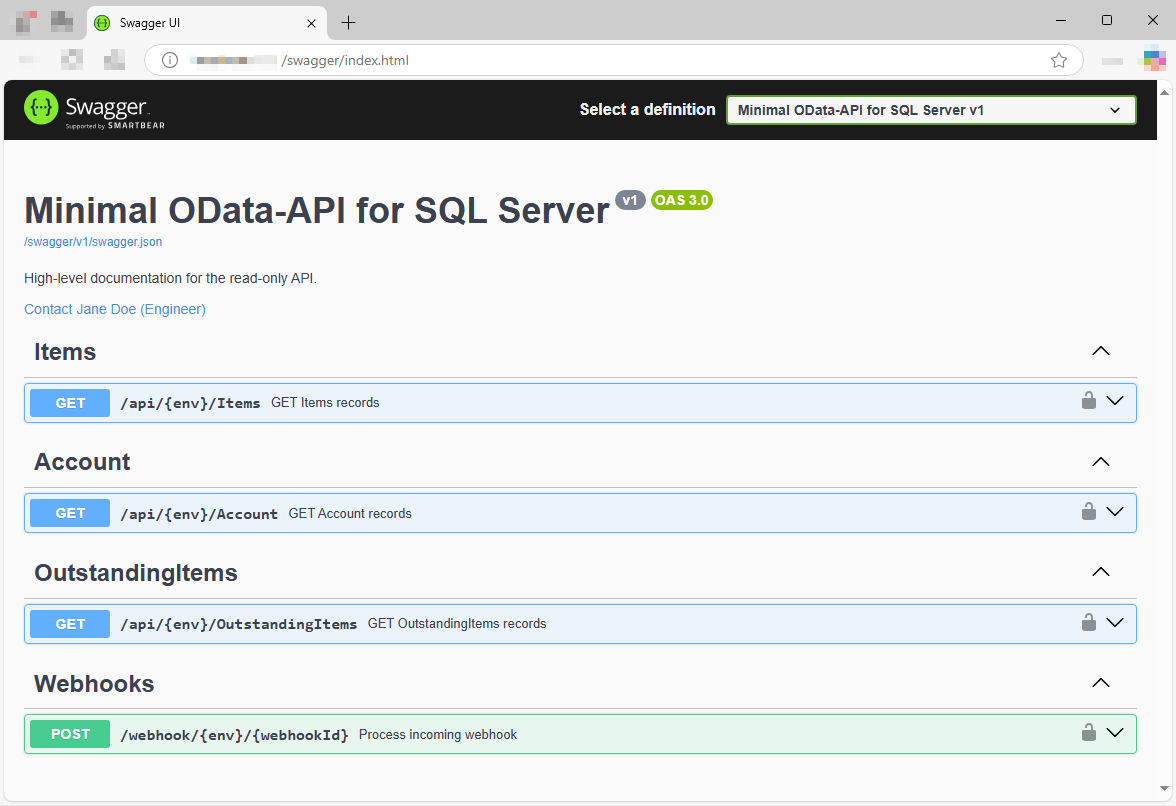 Swagger UI
/swagger/index.html
Swagger
Supported by SMARTBEAR
Select a definition
Minimal OData-API for SQL Server v1
Minimal OData-API for SQL Server v1 OAS 3.0
/swagger/v1/swagger.json
High-level documentation for the read-only API.
Contact Jane Doe (Engineer)
Items
GET /api/{env}/Items GET Items records
Account
GET /api/{env}/Account GET Account records
OutstandingItems
GET /api/{env}/OutstandingItems GET OutstandingItems records
Webhooks
POST /webhook/{env}/{webhookId} Process incoming webhook